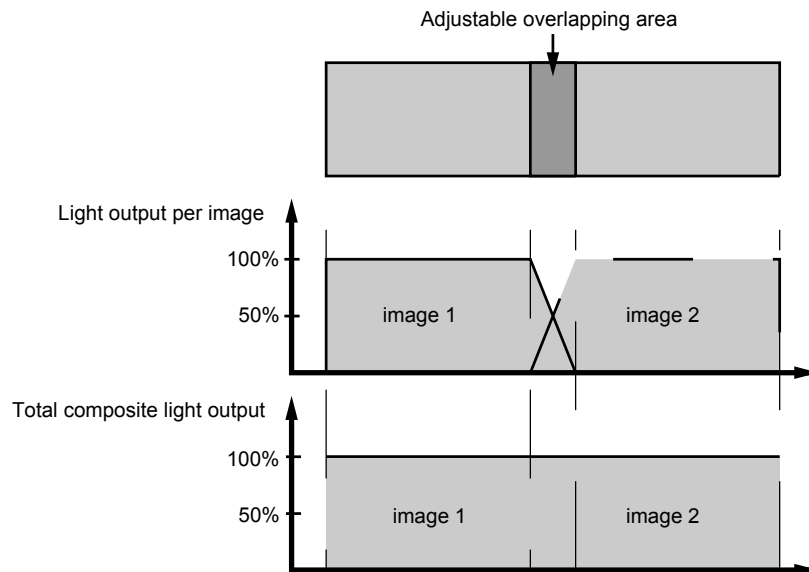 Adjustable overlapping area
Light output per image
100%
50%
image 1
image 2
Total composite light output
100%
50%
image 1
image 2